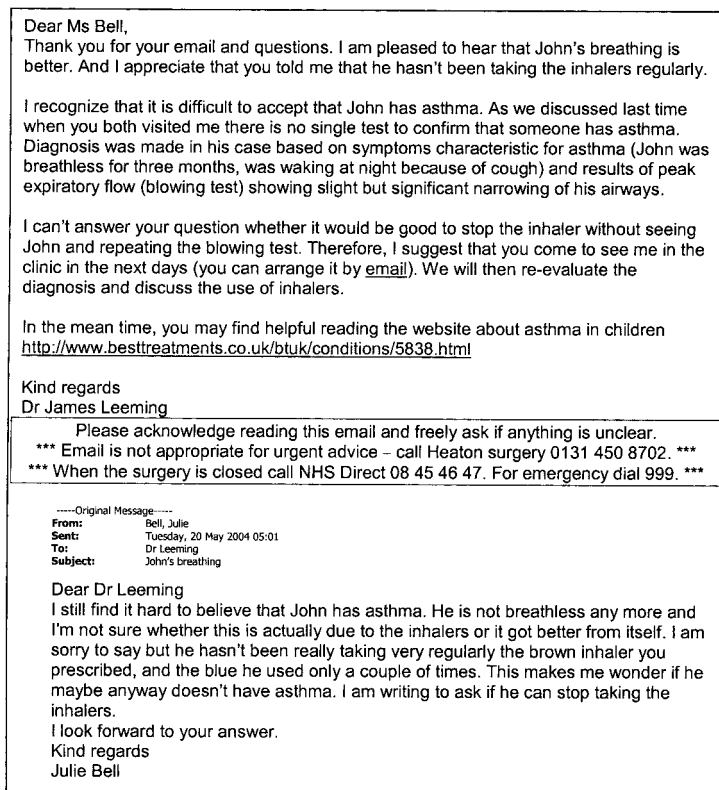 Dear Ms Bell,
Thank you for your email and questions. I am pleased to hear that John's breathing is
better. And I appreciate that you told me that he hasn't been taking the inhalers regularly.
I recognize that it is difficult to accept that John has asthma. As we discussed last time
when you both visited me there is no single test to confirm that someone has asthma.
Diagnosis was made in his case based on symptoms characteristic for asthma (John was
breathless for three months, was waking at night because of cough) and results of peak
expiratory flow (blowing test) showing slight but significant narrowing of his airways.
I can't answer your question whether it would be good to stop the inhaler without seeing
John and repeating the blowing test. Therefore, I suggest that you come to see me in the
clinic in the next days (you can arrange it by email). We will then re-evaluate the
diagnosis and discuss the use of inhalers.
In the mean time, you may find helpful reading the website about asthma in children
http://www.besttreatments.co.uk/btuk/conditions/5838.html
Kind regards
Dr James Leeming
Please acknowledge reading this email and freely ask if anything is unclear.
*** Email is not appropriate for urgent advice – call Heaton surgery 0131 450 8702. ***
*** When the surgery is closed call NHS Direct 08 45 46 47. For emergency dial 999. ***
-----Original Message-----
From: Bell, Julie
Sent: Tuesday, 20 May 2004 05:01
To: Dr Leeming
Subject: John's breathing
Dear Dr Leeming
I still find it hard to believe that John has asthma. He is not breathless any more and
I'm not sure whether this is actually due to the inhalers or it got better from itself. I am
sorry to say but he hasn't been really taking very regularly the brown inhaler you
prescribed, and the blue he used only a couple of times. This makes me wonder if he
maybe anyway doesn't have asthma. I am writing to ask if he can stop taking the
inhalers.
I look forward to your answer.
Kind regards
Julie Bell